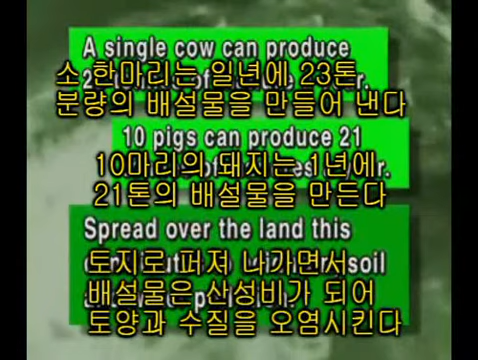 A single cow can produce
소 한마리는 일년에 23톤
분량의 배설물을 만들어 낸다
10 pigs can produce 21
10마리의 돼지는 1년에
21톤의 배설물을 만든다
Spread over the land this
토지로 퍼져 나가면서 soil
배설물은 산성비가 되어
토양과 수질을 오염시킨다